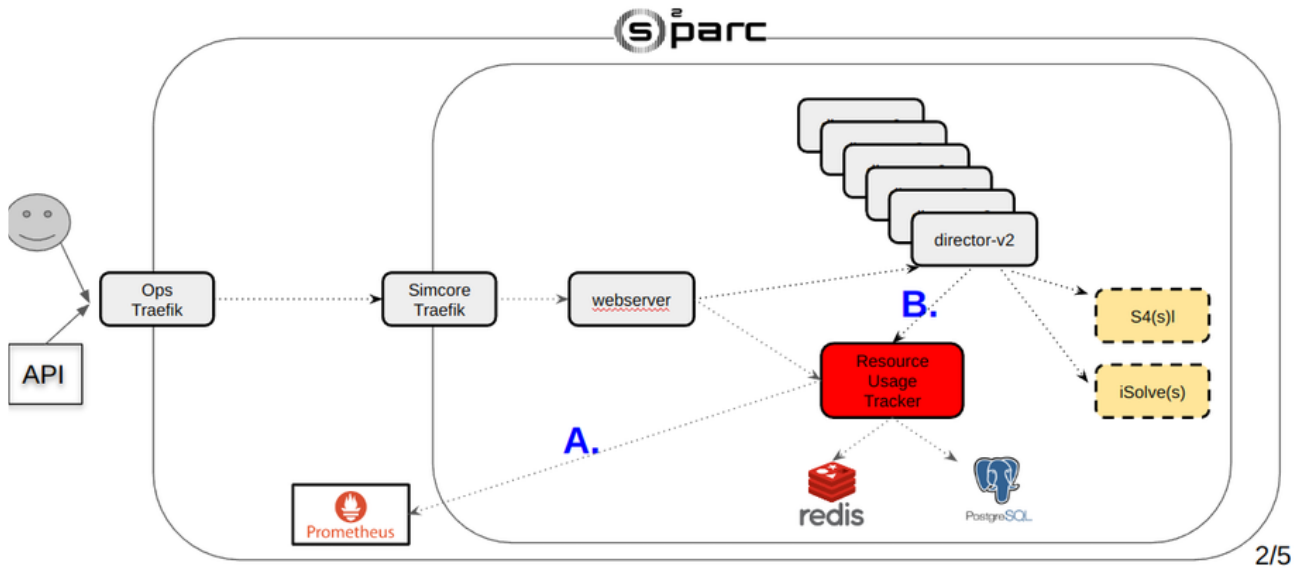 s²parc
director-v2
Ops
Traefik
Simcore
Traefik
webserver
B.
S4(s)l
API
Resource
Usage
Tracker
iSolve(s)
A.
Prometheus
redis
PostgreSQL
2/5